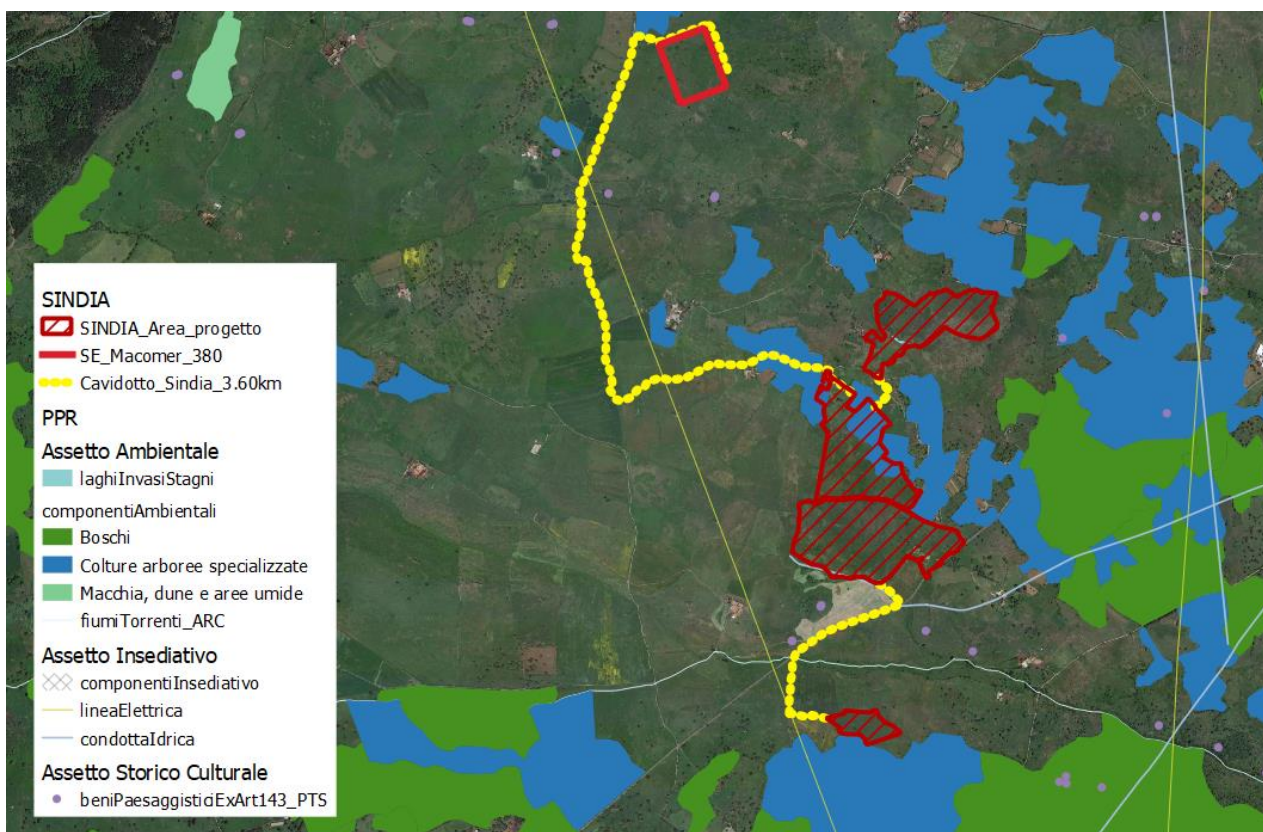 SINDIA
SINDIA_Area_progetto
SE_Macomer_380
Cavidotto_Sindia_3.60km
PPR
Assetto Ambientale
laghiInvasiStagni
componentiAmbientali
Boschi
Colture arboree specializzate
Macchia, dune e aree umide
fiumiTorrenti_ARC
Assetto Insediativo
componentiInsediativo
lineaElettrica
condottaIdrica
Assetto Storico Culturale
beniPaesaggisticiExArt143_PTS